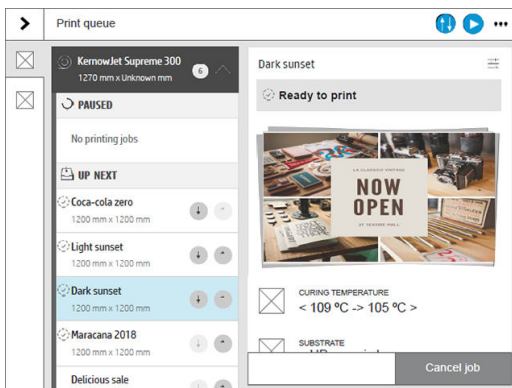 Print queue
KernowJet Supreme 300
1270 mm x Unknown mm
6
PAUSED
No printing jobs
UP NEXT
Coca-cola zero
1200 mm x 1200 mm
Light sunset
1200 mm x 1200 mm
Dark sunset
1200 mm x 1200 mm
Maracana 2018
1200 mm x 1200 mm
Delicious sale
Dark sunset
Ready to print
LA CLASSICO VINTAGE
NOW
OPEN
CURING TEMPERATURE
< 109 ºC -> 105 ºC >
SUBSTRATE
Cancel job